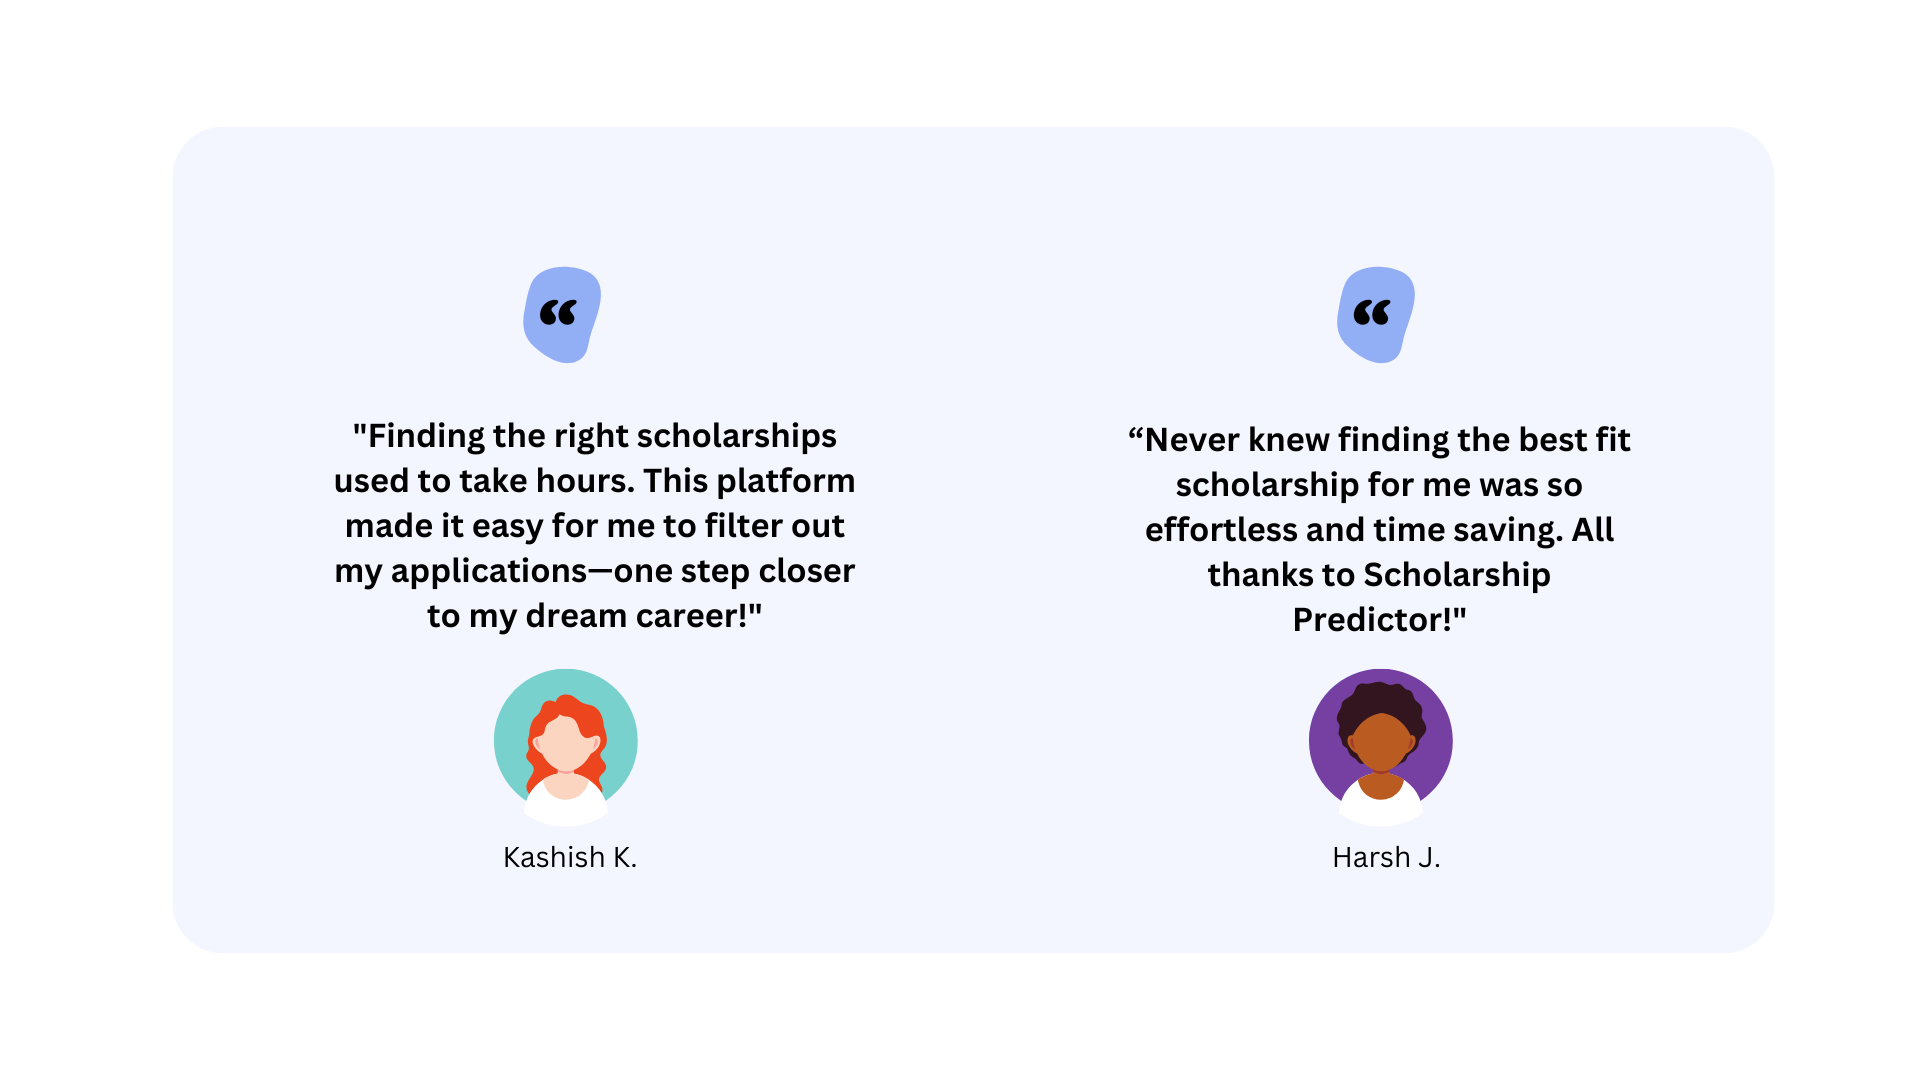 "Finding the right scholarships
used to take hours. This platform
made it easy for me to filter out
my applications—one step closer
to my dream career!"
Kashish K.
“Never knew finding the best fit
scholarship for me was so
effortless and time saving. All
thanks to Scholarship
Predictor!"
Harsh J.